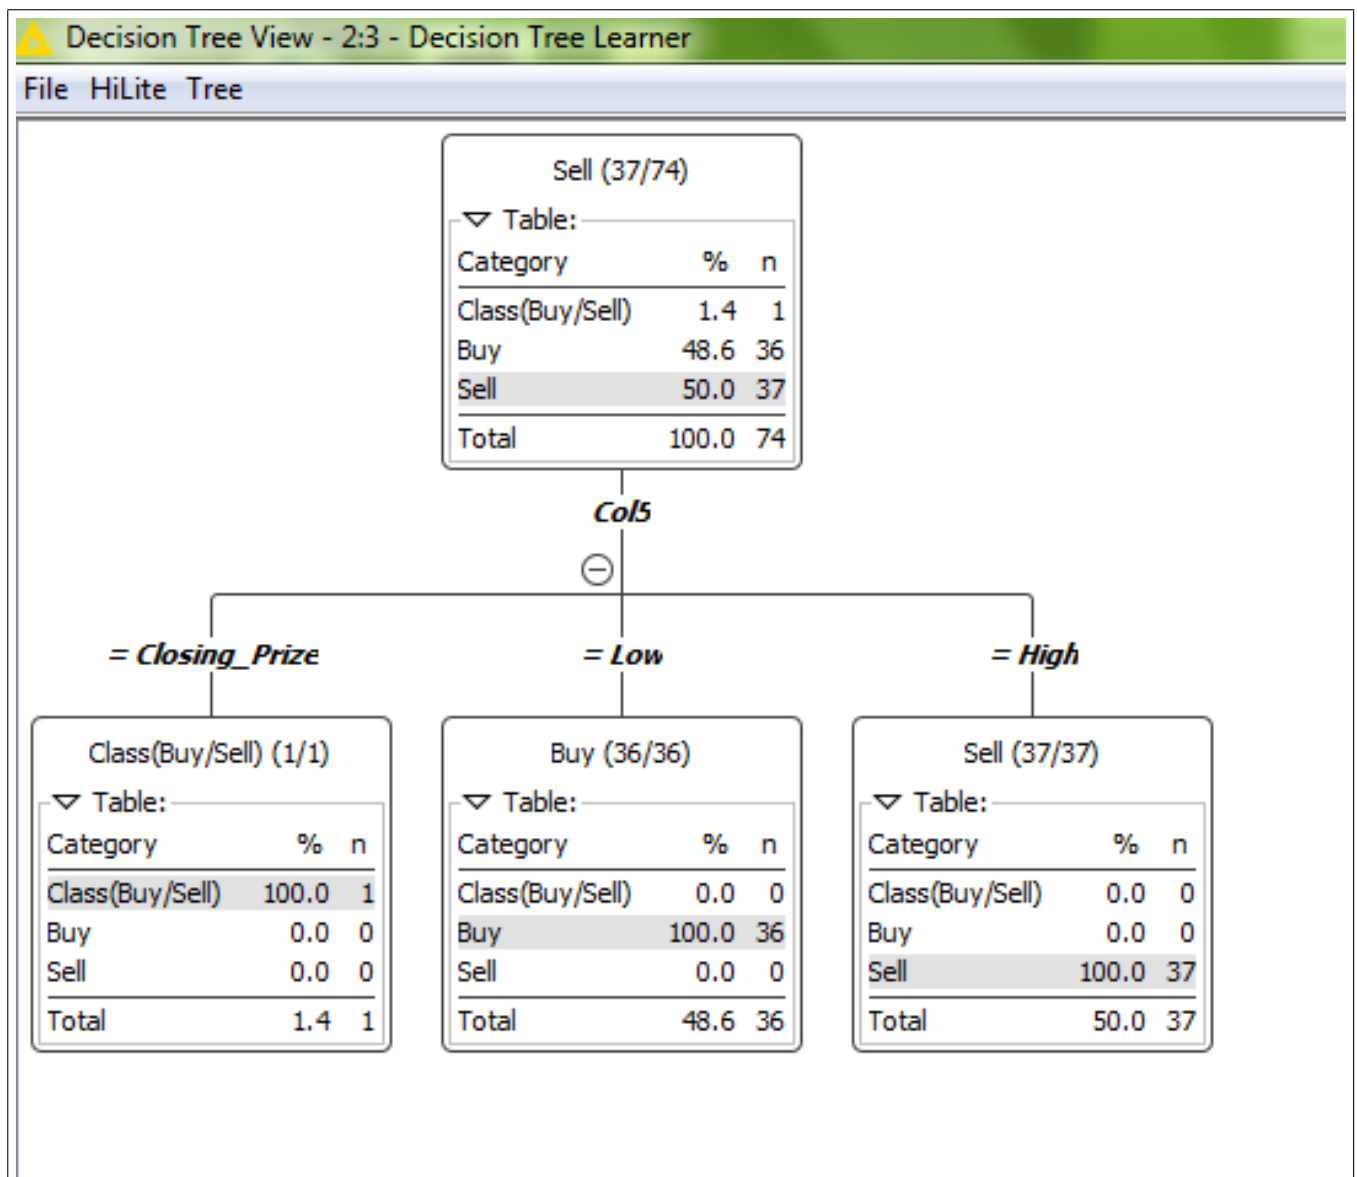 Decision Tree View - 2:3 - Decision Tree Learner
File HiLite Tree
Sell (37/74)
Table:
Category % n
Class(Buy/Sell) 1.4 1
Buy 48.6 36
Sell 50.0 37
Total 100.0 74
Col5
= Closing_Prize
= Low
= High
Class(Buy/Sell) (1/1)
Table:
Category % n
Class(Buy/Sell) 100.0 1
Buy 0.0 0
Sell 0.0 0
Total 1.4 1
Buy (36/36)
Table:
Category % n
Class(Buy/Sell) 0.0 0
Buy 100.0 36
Sell 0.0 0
Total 48.6 36
Sell (37/37)
Table:
Category % n
Class(Buy/Sell) 0.0 0
Buy 0.0 0
Sell 100.0 37
Total 50.0 37